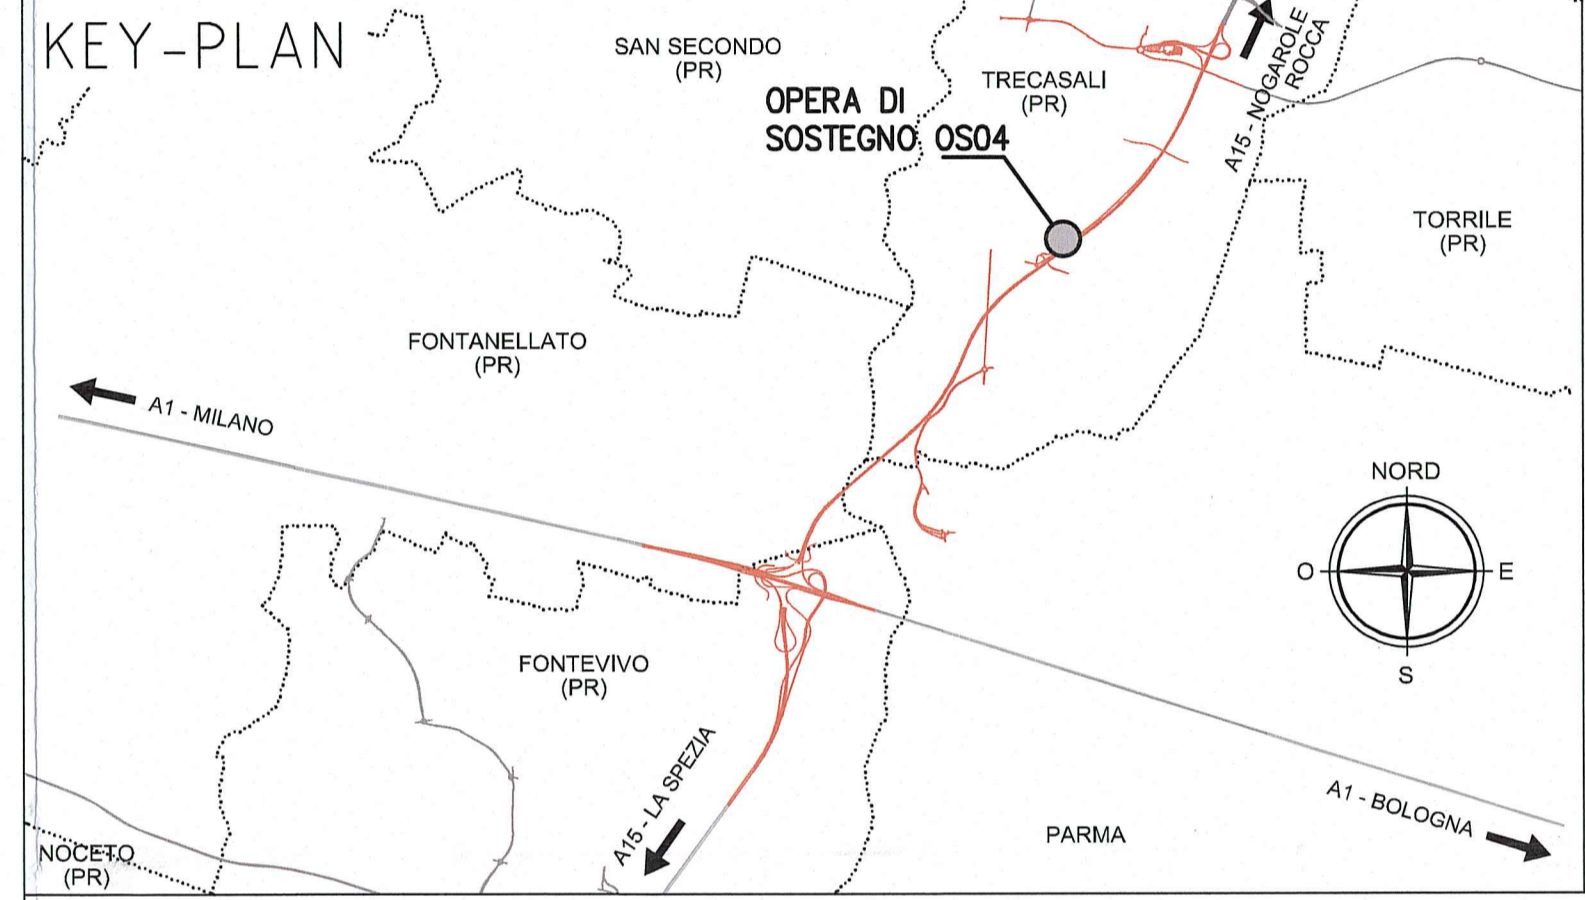 KEY-PLAN
SAN SECONDO
(PR)
TRECASALI
(PR)
OPERA DI
SOSTEGNO OS04
A15 - NOGAROLE
ROCCA
TORRILE
(PR)
FONTANELLATO
(PR)
A1 - MILANO
NORD
O
E
S
FONTEVIVO
(PR)
A15 - LA SPEZIA
A1 - BOLOGNA
PARMA
NOCETO
(PR)